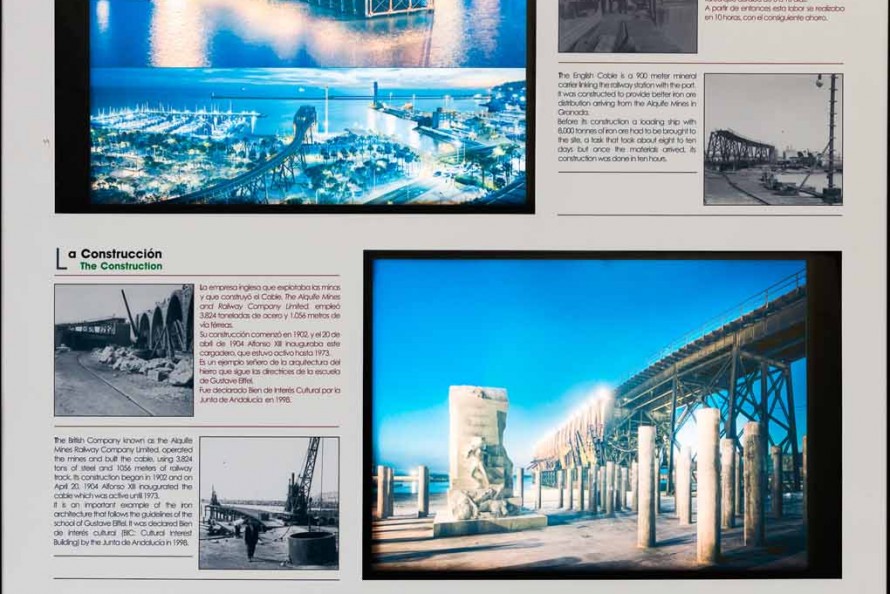 A partir de entonces esta labor se realizaba
en 10 horas, con el consiguiente ahorro.
The English Cable is a 900 meter mineral
carrier linking the railway station with the port.
It was constructed to provide better iron ore
distribution arriving from the Alquife Mines in
Granada.
Before its construction a loading ship with
8,000 tonnes of iron ore had to be brought to
the site, a task that took about eight to ten
days but once the materials arrived, its
construction was done in ten hours.
La Construcción
The Construction
La empresa inglesa que explotaba las minas
y que construyó el Cable, The Alquife Mines
and Railway Company Limited, empleó
3.824 toneladas de acero y 1.056 metros de
vía férreas.
Su construcción comenzó en 1902, y el 20 de
abril de 1904 Alfonso XIII inauguraba este
cargadero, que estuvo activo hasta 1973.
Es un ejemplo señero de la arquitectura del
hierro que sigue las directrices de la escuela
de Gustave Eiffel.
Fue declarado Bien de Interés Cultural por la
Junta de Andalucía en 1998.
The British Company known as the Alquife
Mines Railway Company Limited, operated
the mines and built the cable, using 3,824
tons of steel and 1056 meters of railway
track. Its construction began in 1902 and on
April 20, 1904 Alfonso XIII inaugurated the
cable which was active until 1973.
It is an important example of the iron
architecture that follows the guidelines of the
school of Gustave Eiffel. It was declared Bien
de interés cultural (BIC: Cultural Interest
Building) by the Junta de Andalucía in 1998.